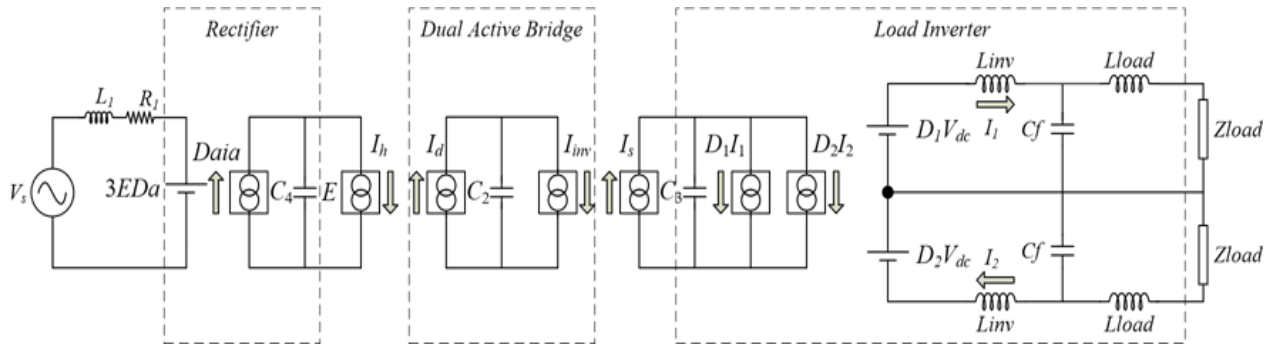 Rectifier
Dual Active Bridge
Load Inverter
Vs
L1
R1
3EDa
Daia
C4
E
Ih
Id
C2
Iinv
Is
C3
D1I1
D2I2
Linv
Lload
D1Vdc
I1
Cf
Zload
D2Vdc
I2
Cf
Zload
Linv
Lload